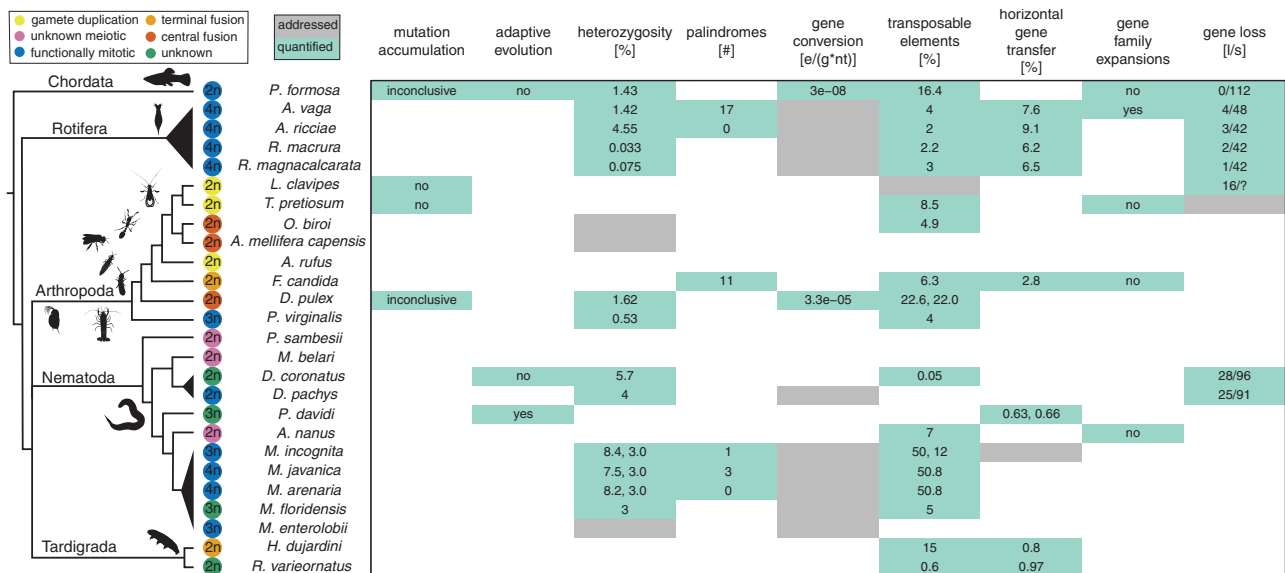 gamete duplication
terminal fusion
unknown meiotic
central fusion
functionally mitotic
unknown
addressed
quantified
mutation accumulation
adaptive evolution
heterozygosity [%]
palindromes [#]
gene conversion [e/(g*nt)]
transposable elements [%]
horizontal gene transfer [%]
gene family expansions
gene loss [l/s]
Chordata
2n P. formosa inconclusive no 1.43 3e−08 16.4 no 0/112
Rotifera
4n A. vaga 1.42 17 4 7.6 yes 4/48
4n A. ricciae 4.55 0 2 9.1 3/42
4n R. macrura 0.033 2.2 6.2 2/42
4n R. magnacalcarata 0.075 3 6.5 1/42
Arthropoda
2n L. clavipes no 16/?
2n T. pretiosum no 8.5 no
2n O. biroi 4.9
2n A. mellifera capensis
2n A. rufus
2n F. candida 11 6.3 2.8 no
2n D. pulex inconclusive 1.62 3.3e−05 22.6, 22.0
3n P. virginalis 0.53 4
Nematoda
2n P. sambesii
2n M. belari
2n D. coronatus no 5.7 0.05 28/96
2n D. pachys 4 25/91
3n P. davidi yes 0.63, 0.66
2n A. nanus 7 no
3n M. incognita 8.4, 3.0 1 50, 12
4n M. javanica 7.5, 3.0 3 50.8
4n M. arenaria 8.2, 3.0 0 50.8
3n M. floridensis 3 5
3n M. enterolobii
Tardigrada
2n H. dujardini 15 0.8
2n R. varieornatus 0.6 0.97